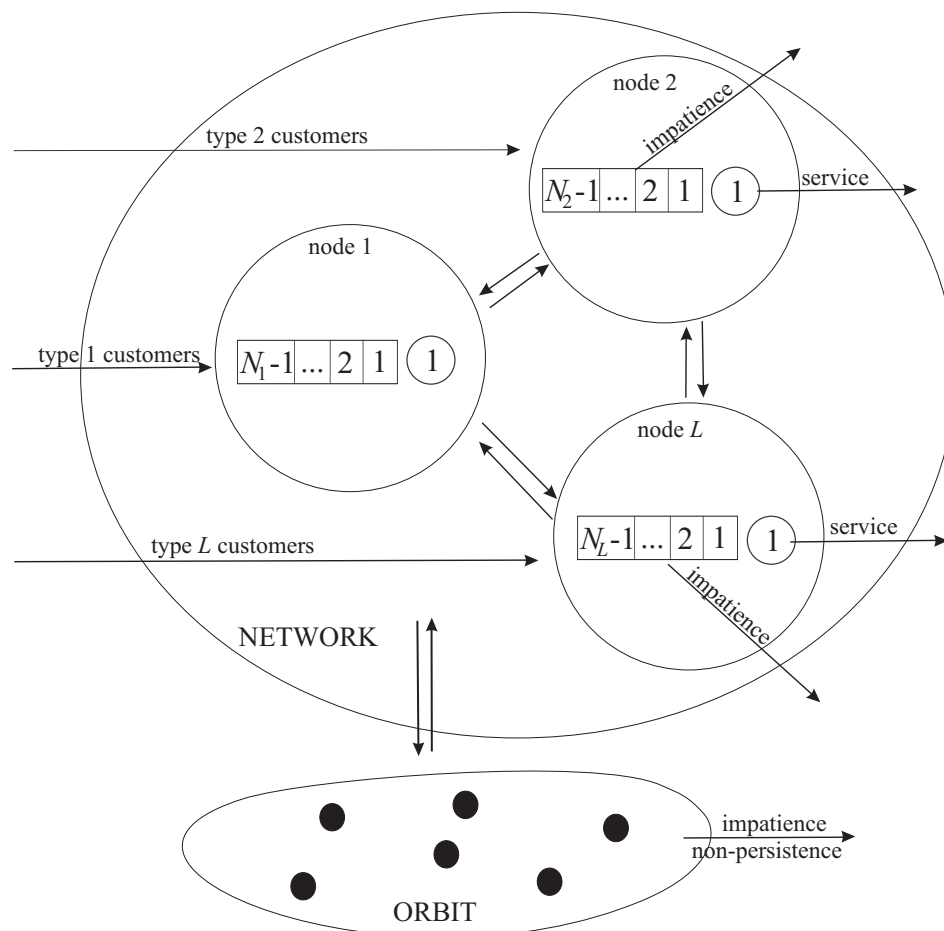 node 2
impatience
type 2 customers
N₂-1 ... 2 1 1
service
node 1
type 1 customers
N₁-1 ... 2 1 1
node L
type L customers
N_L-1 ... 2 1 1
service
impatience
NETWORK
impatience
non-persistence
ORBIT